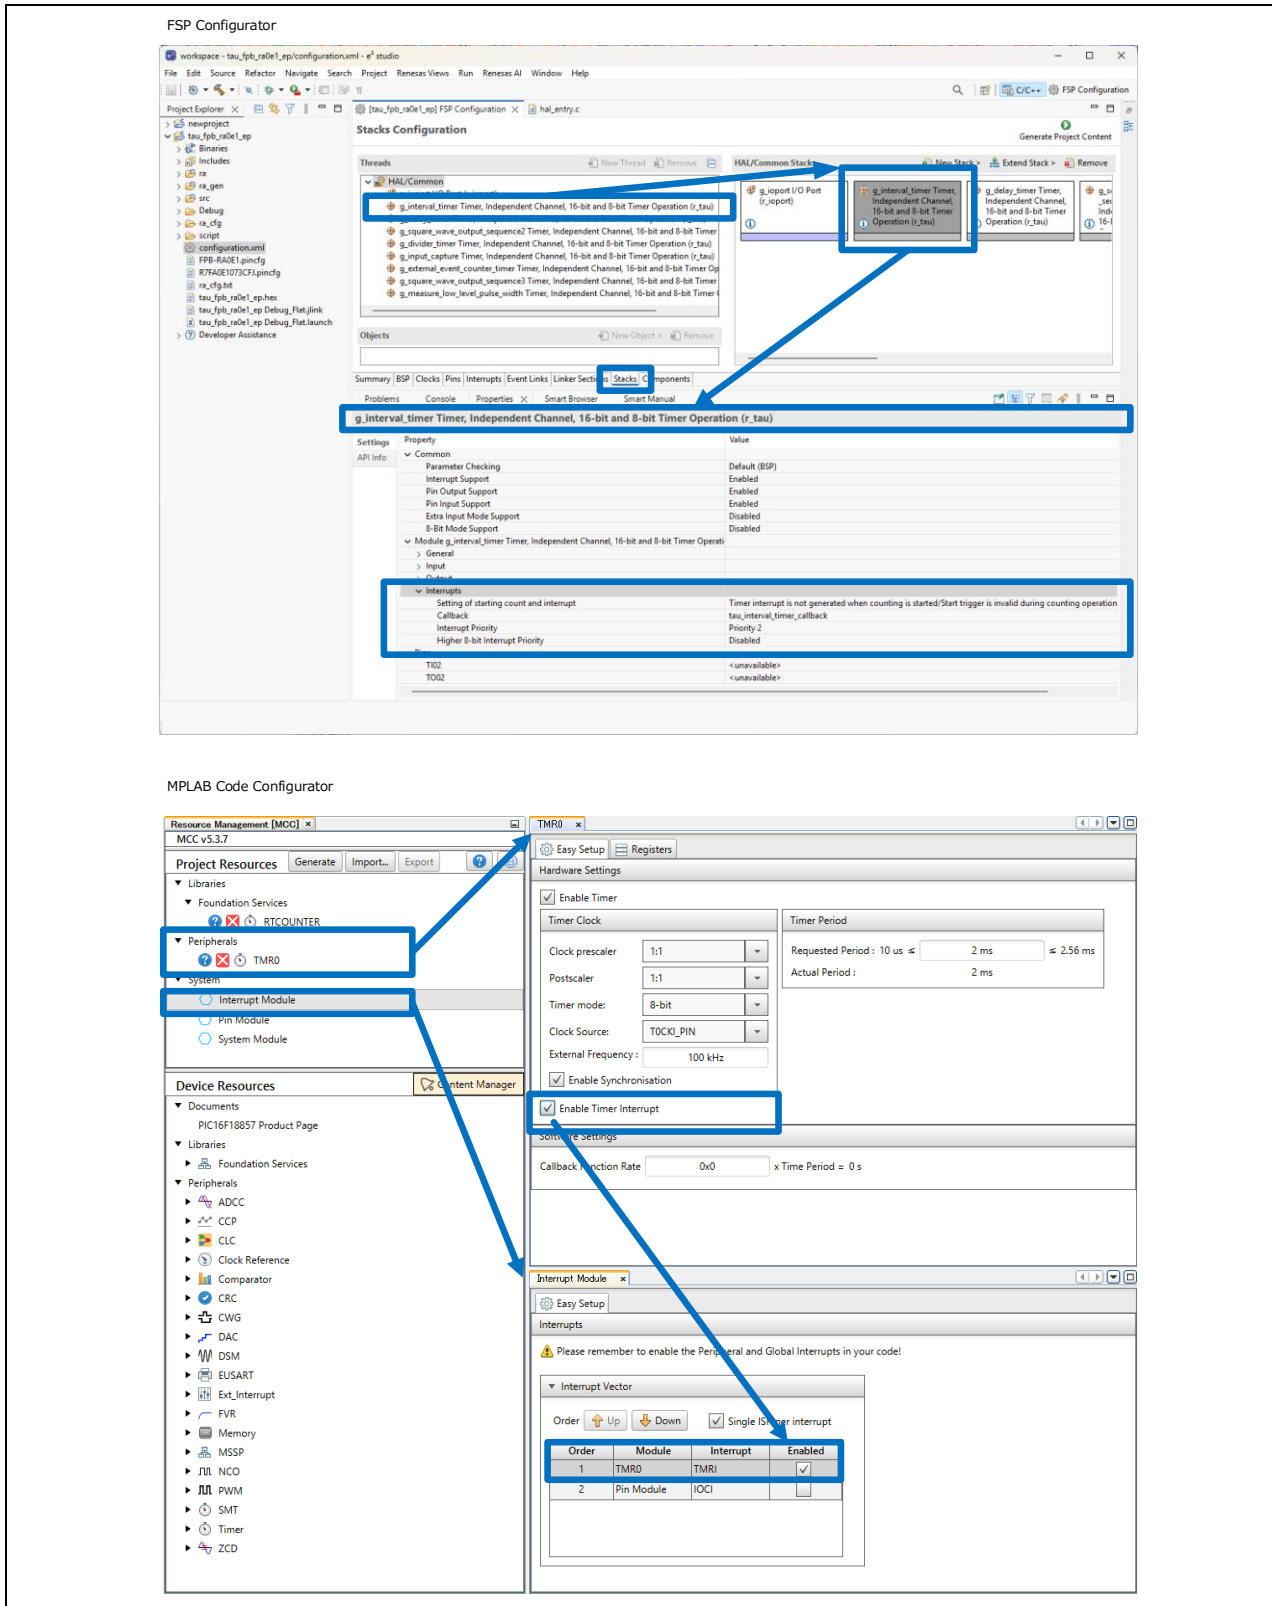 FSP Configurator
workspace - tau_fpb_ra0e1_ep/configuration.xml - e² studio
File Edit Source Refactor Navigate Search Project Renesas Views Run Renesas AI Window Help
C/C++ FSP Configuration
Project Explorer
[tau_fpb_ra0e1_ep] FSP Configuration
hal_entry.c
newproject
tau_fpb_ra0e1_ep
Binaries
Includes
ra
ra_gen
src
Debug
ra_cfg
script
configuration.xml
FPB-RA0E1.pincfg
R7FA0E1073CFJ.pincfg
ra_cfg.txt
tau_fpb_ra0e1_ep.hex
tau_fpb_ra0e1_ep Debug_Flat.jlink
tau_fpb_ra0e1_ep Debug_Flat.launch
Developer Assistance
Stacks Configuration
Generate Project Content
Threads
New Thread Remove
HAL/Common
g_interval_timer Timer, Independent Channel, 16-bit and 8-bit Timer Operation (r_tau)
g_square_wave_output_sequence2 Timer, Independent Channel, 16-bit and 8-bit Timer
g_divider_timer Timer, Independent Channel, 16-bit and 8-bit Timer Operation (r_tau)
g_input_capture Timer, Independent Channel, 16-bit and 8-bit Timer Operation (r_tau)
g_external_event_counter_timer Timer, Independent Channel, 16-bit and 8-bit Timer Op
g_square_wave_output_sequence3 Timer, Independent Channel, 16-bit and 8-bit Timer
g_measure_low_level_pulse_width Timer, Independent Channel, 16-bit and 8-bit Timer (
Objects
New Object > Remove
HAL/Common Stacks
New Stack > Extend Stack > Remove
g_ioport I/O Port
(r_ioport)
g_interval_timer Timer,
Independent Channel,
16-bit and 8-bit Timer
Operation (r_tau)
g_delay_timer Timer,
Independent Channel,
16-bit and 8-bit Timer
Operation (r_tau)
Summary BSP Clocks Pins Interrupts Event Links Linker Sections Stacks Components
Problems Console Properties Smart Browser Smart Manual
g_interval_timer Timer, Independent Channel, 16-bit and 8-bit Timer Operation (r_tau)
Settings
API Info
Property Value
Common
Parameter Checking Default (BSP)
Interrupt Support Enabled
Pin Output Support Enabled
Pin Input Support Enabled
Extra Input Mode Support Disabled
8-Bit Mode Support Disabled
Module g_interval_timer Timer, Independent Channel, 16-bit and 8-bit Timer Operati
General
Input
Output
Interrupts
Setting of starting count and interrupt Timer interrupt is not generated when counting is started/Start trigger is invalid during counting operation
Callback tau_interval_timer_callback
Interrupt Priority Priority 2
Higher 8-bit Interrupt Priority Disabled
TI02 <unavailable>
TO02 <unavailable>
MPLAB Code Configurator
Resource Management [MCC]
MCC v5.3.7
Project Resources Generate Import... Export
Libraries
Foundation Services
RTCOUNTER
Peripherals
TMR0
System
Interrupt Module
Pin Module
System Module
Device Resources Content Manager
Documents
PIC16F18857 Product Page
Libraries
Foundation Services
Peripherals
ADCC
CCP
CLC
Clock Reference
Comparator
CRC
CWG
DAC
DSM
EUSART
Ext_Interrupt
FVR
Memory
MSSP
NCO
PWM
SMT
Timer
ZCD
TMR0
Easy Setup Registers
Hardware Settings
Enable Timer
Timer Clock
Clock prescaler 1:1
Postscaler 1:1
Timer mode: 8-bit
Clock Source: T0CKI_PIN
External Frequency : 100 kHz
Enable Synchronisation
Enable Timer Interrupt
Timer Period
Requested Period : 10 us ≤ 2 ms ≤ 2.56 ms
Actual Period : 2 ms
Software Settings
Callback Function Rate 0x0 x Time Period = 0 s
Interrupt Module
Easy Setup
Interrupts
Please remember to enable the Peripheral and Global Interrupts in your code!
Interrupt Vector
Order Up Down Single ISR per interrupt
Order Module Interrupt Enabled
1 TMR0 TMRI
2 Pin Module IOCI